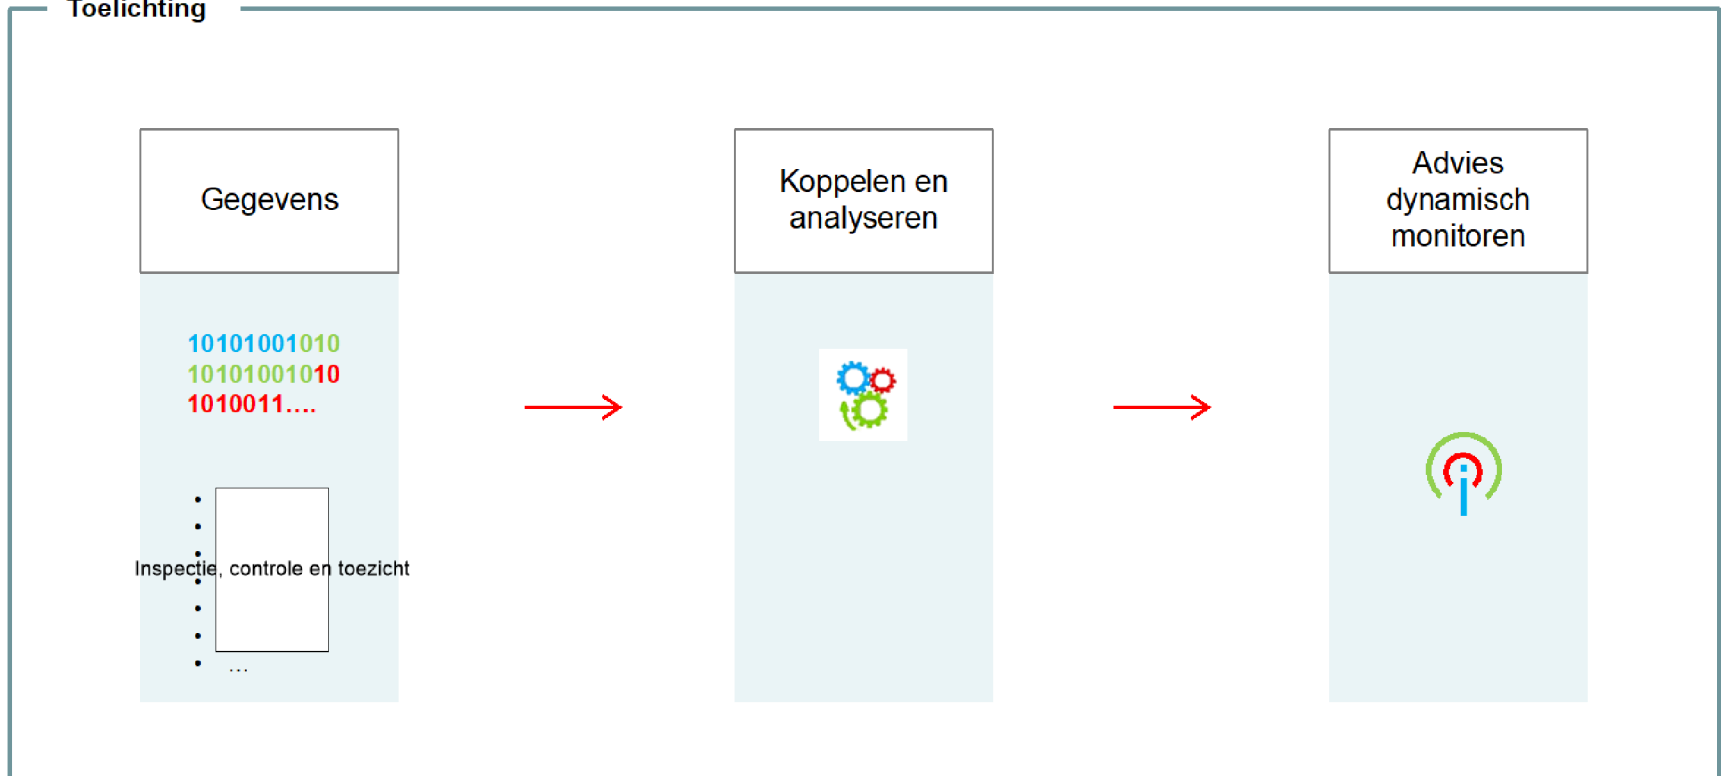 Toelichting
Gegevens
10101001010
10101001010
1010011....
•
•
•
Inspectie, controle en toezicht
•
•
•
• ...
Koppelen en
analyseren
Advies
dynamisch
monitoren
i